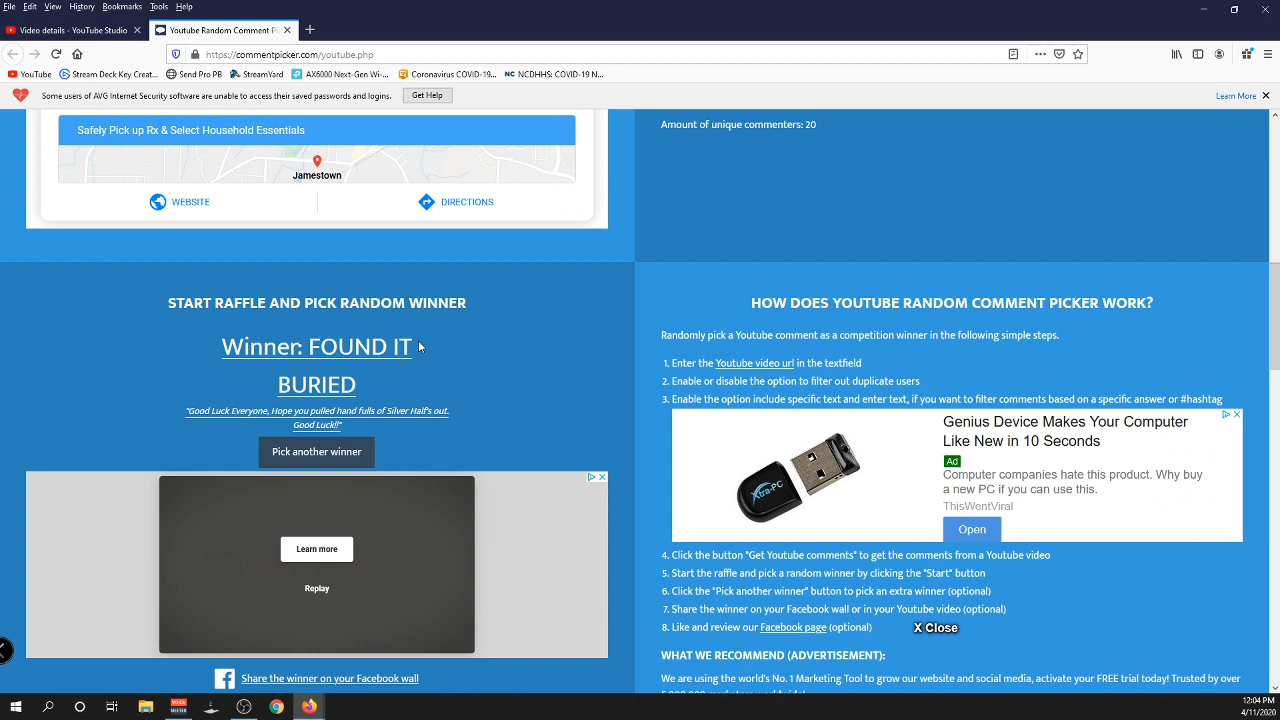 File Edit View History Bookmarks Tools Help
Video details - YouTube Studio
YouTube Random Comment Pi
https://commentpicker.com/youtube.php
YouTube Stream Deck Key Creat... Send Pro PB StreamYard AX6000 Next-Gen Wi-... Coronavirus COVID-19... NC NCDHHS: COVID-19 N...
Some users of AVG Internet Security software are unable to access their saved passwords and logins. Get Help Learn More
Safely Pick up Rx & Select Household Essentials
Jamestown
WEBSITE DIRECTIONS
Amount of unique commenters: 20
START RAFFLE AND PICK RANDOM WINNER
Winner: FOUND IT
BURIED
"Good Luck Everyone, Hope you pulled hand fulls of Silver Half's out.
Good Luck!!"
Pick another winner
Learn more
Replay
Share the winner on your Facebook wall
HOW DOES YOUTUBE RANDOM COMMENT PICKER WORK?
Randomly pick a Youtube comment as a competition winner in the following simple steps.
1. Enter the Youtube video url in the textfield
2. Enable or disable the option to filter out duplicate users
3. Enable the option include specific text and enter text, if you want to filter comments based on a specific answer or #hashtag
Xtra-PC
Genius Device Makes Your Computer
Like New in 10 Seconds
Ad
Computer companies hate this product. Why buy
a new PC if you can use this.
ThisWentViral
Open
4. Click the button "Get Youtube comments" to get the comments from a Youtube video
5. Start the raffle and pick a random winner by clicking the "Start" button
6. Click the "Pick another winner" button to pick an extra winner (optional)
7. Share the winner on your Facebook wall or in your Youtube video (optional)
8. Like and review our Facebook page (optional)
X Close
WHAT WE RECOMMEND (ADVERTISEMENT):
We are using the world's No. 1 Marketing Tool to grow our website and social media, activate your FREE trial today! Trusted by over
VOICE MEETER
12:04 PM
4/11/2020